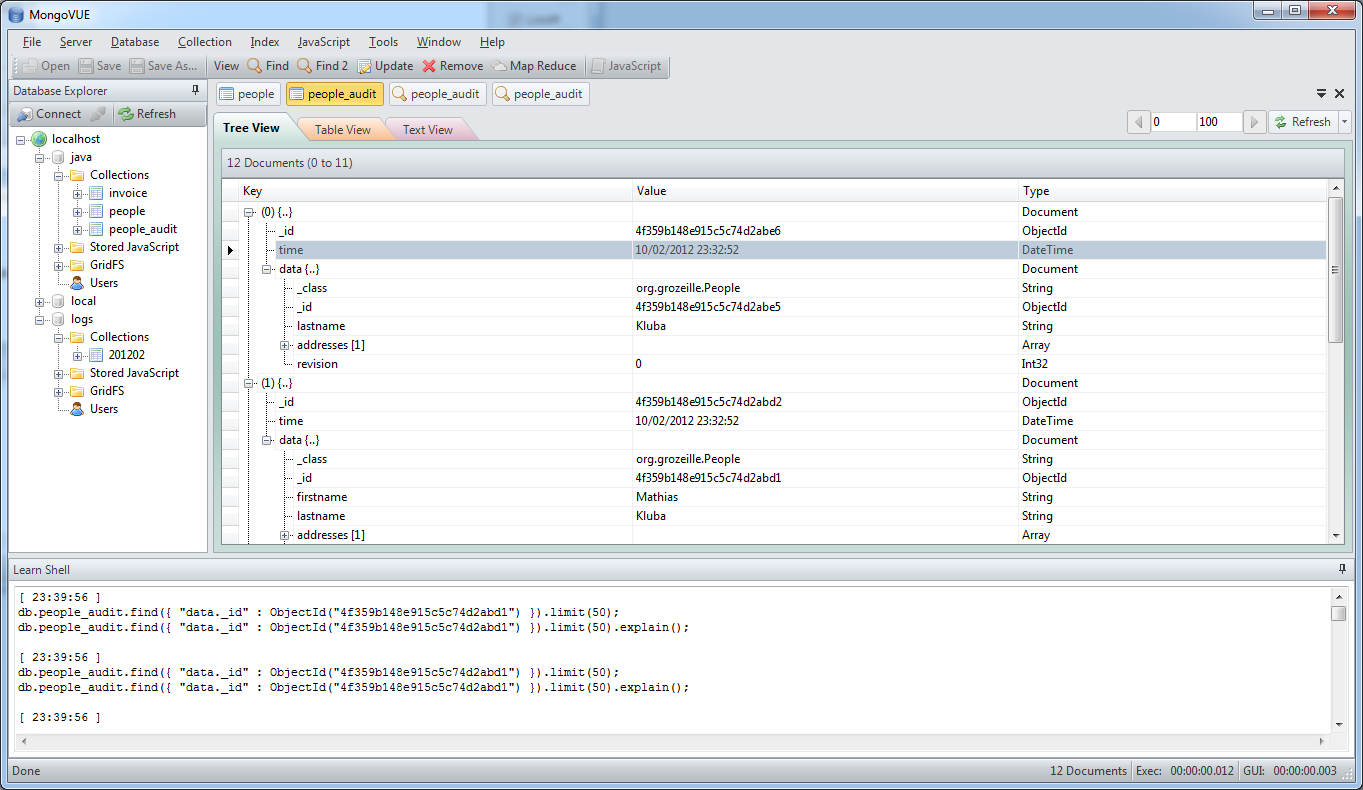 MongoVUE
File Server Database Collection Index JavaScript Tools Window Help
Open Save Save As... View Find Find 2 Update Remove Map Reduce JavaScript
Database Explorer
Connect Refresh
localhost
java
Collections
invoice
people
people_audit
Stored JavaScript
GridFS
Users
local
logs
Collections
201202
Stored JavaScript
GridFS
Users
people people_audit people_audit people_audit
Tree View Table View Text View 0 100 Refresh
12 Documents (0 to 11)
Key Value Type
(0) {..} Document
_id 4f359b148e915c5c74d2abe6 ObjectId
time 10/02/2012 23:32:52 DateTime
data {..} Document
_class org.grozeille.People String
_id 4f359b148e915c5c74d2abe5 ObjectId
lastname Kluba String
addresses [1] Array
revision 0 Int32
(1) {..} Document
_id 4f359b148e915c5c74d2abd2 ObjectId
time 10/02/2012 23:32:52 DateTime
data {..} Document
_class org.grozeille.People String
_id 4f359b148e915c5c74d2abd1 ObjectId
firstname Mathias String
lastname Kluba String
addresses [1] Array
Learn Shell
[ 23:39:56 ]
db.people_audit.find({ "data._id" : ObjectId("4f359b148e915c5c74d2abd1") }).limit(50);
db.people_audit.find({ "data._id" : ObjectId("4f359b148e915c5c74d2abd1") }).limit(50).explain();
[ 23:39:56 ]
db.people_audit.find({ "data._id" : ObjectId("4f359b148e915c5c74d2abd1") }).limit(50);
db.people_audit.find({ "data._id" : ObjectId("4f359b148e915c5c74d2abd1") }).limit(50).explain();
[ 23:39:56 ]
Done 12 Documents Exec: 00:00:00.012 GUI: 00:00:00.003